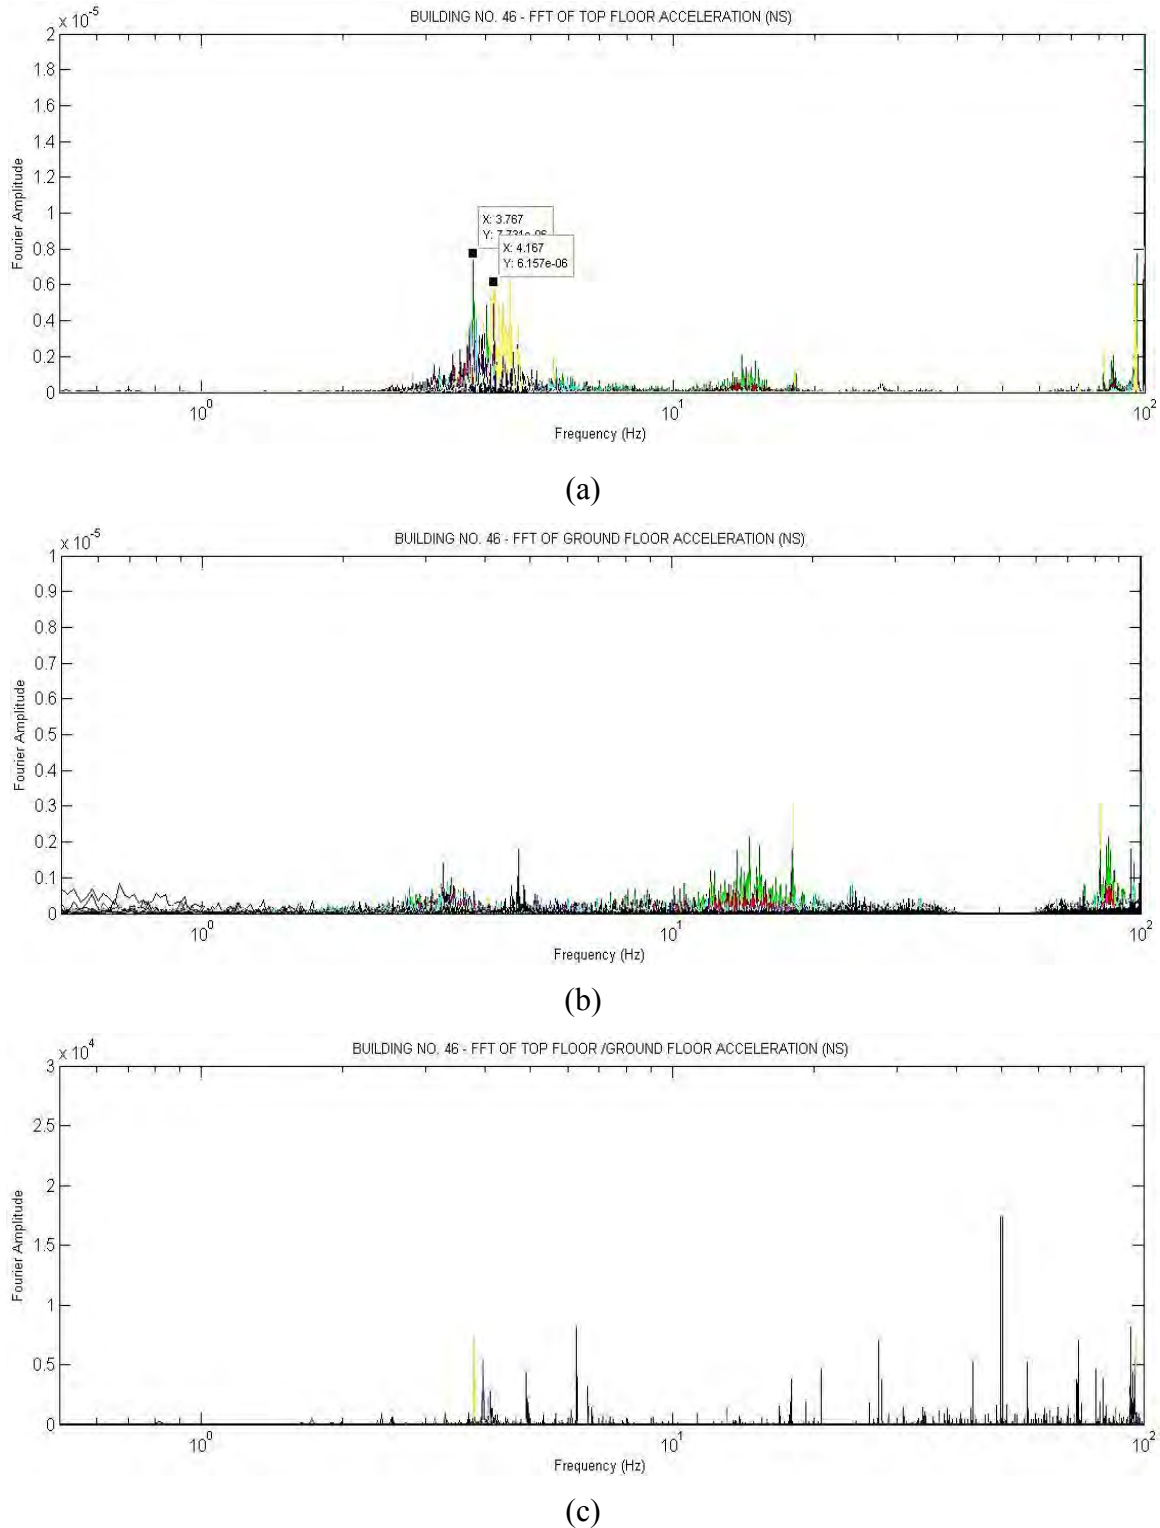 BUILDING NO. 46 - FFT OF TOP FLOOR ACCELERATION (NS)
x 10^-5
2
1.8
1.6
1.4
1.2
1
0.8
0.6
0.4
0.2
0
Fourier Amplitude
X: 3.767
Y: 7.731e-06
X: 4.167
Y: 6.157e-06
10^0 10^1 10^2
Frequency (Hz)
(a)
BUILDING NO. 46 - FFT OF GROUND FLOOR ACCELERATION (NS)
x 10^-5
1
0.9
0.8
0.7
0.6
0.5
0.4
0.3
0.2
0.1
0
Fourier Amplitude
10^0 10^1 10^2
Frequency (Hz)
(b)
BUILDING NO. 46 - FFT OF TOP FLOOR /GROUND FLOOR ACCELERATION (NS)
x 10^4
3
2.5
2
1.5
1
0.5
0
Fourier Amplitude
10^0 10^1 10^2
Frequency (Hz)
(c)